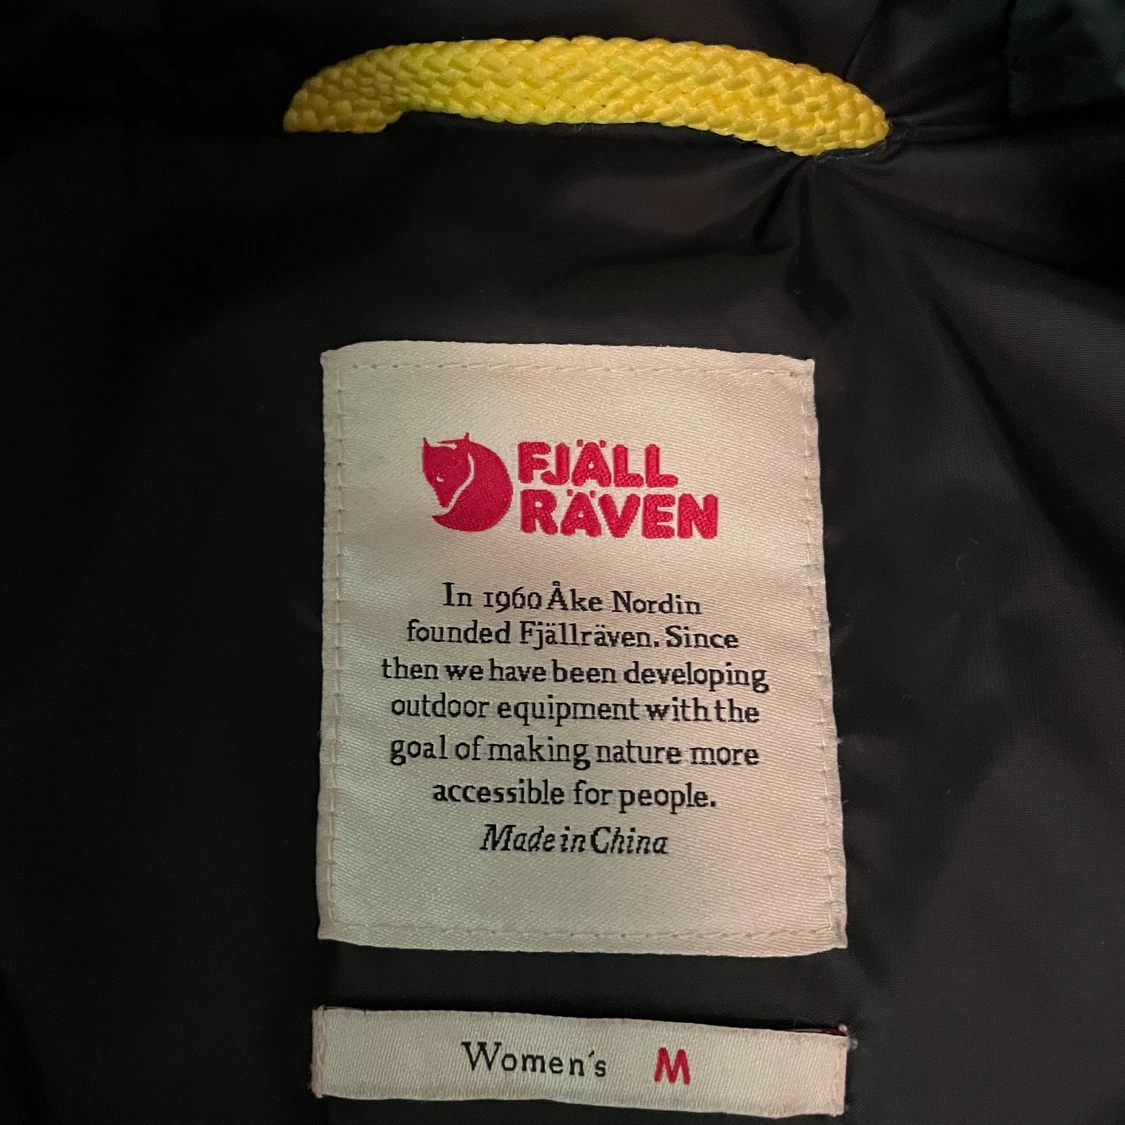 FJÄLL
RÄVEN
In 1960 Åke Nordin
founded Fjällräven. Since
then we have been developing
outdoor equipment with the
goal of making nature more
accessible for people.
Made in China
Women's M